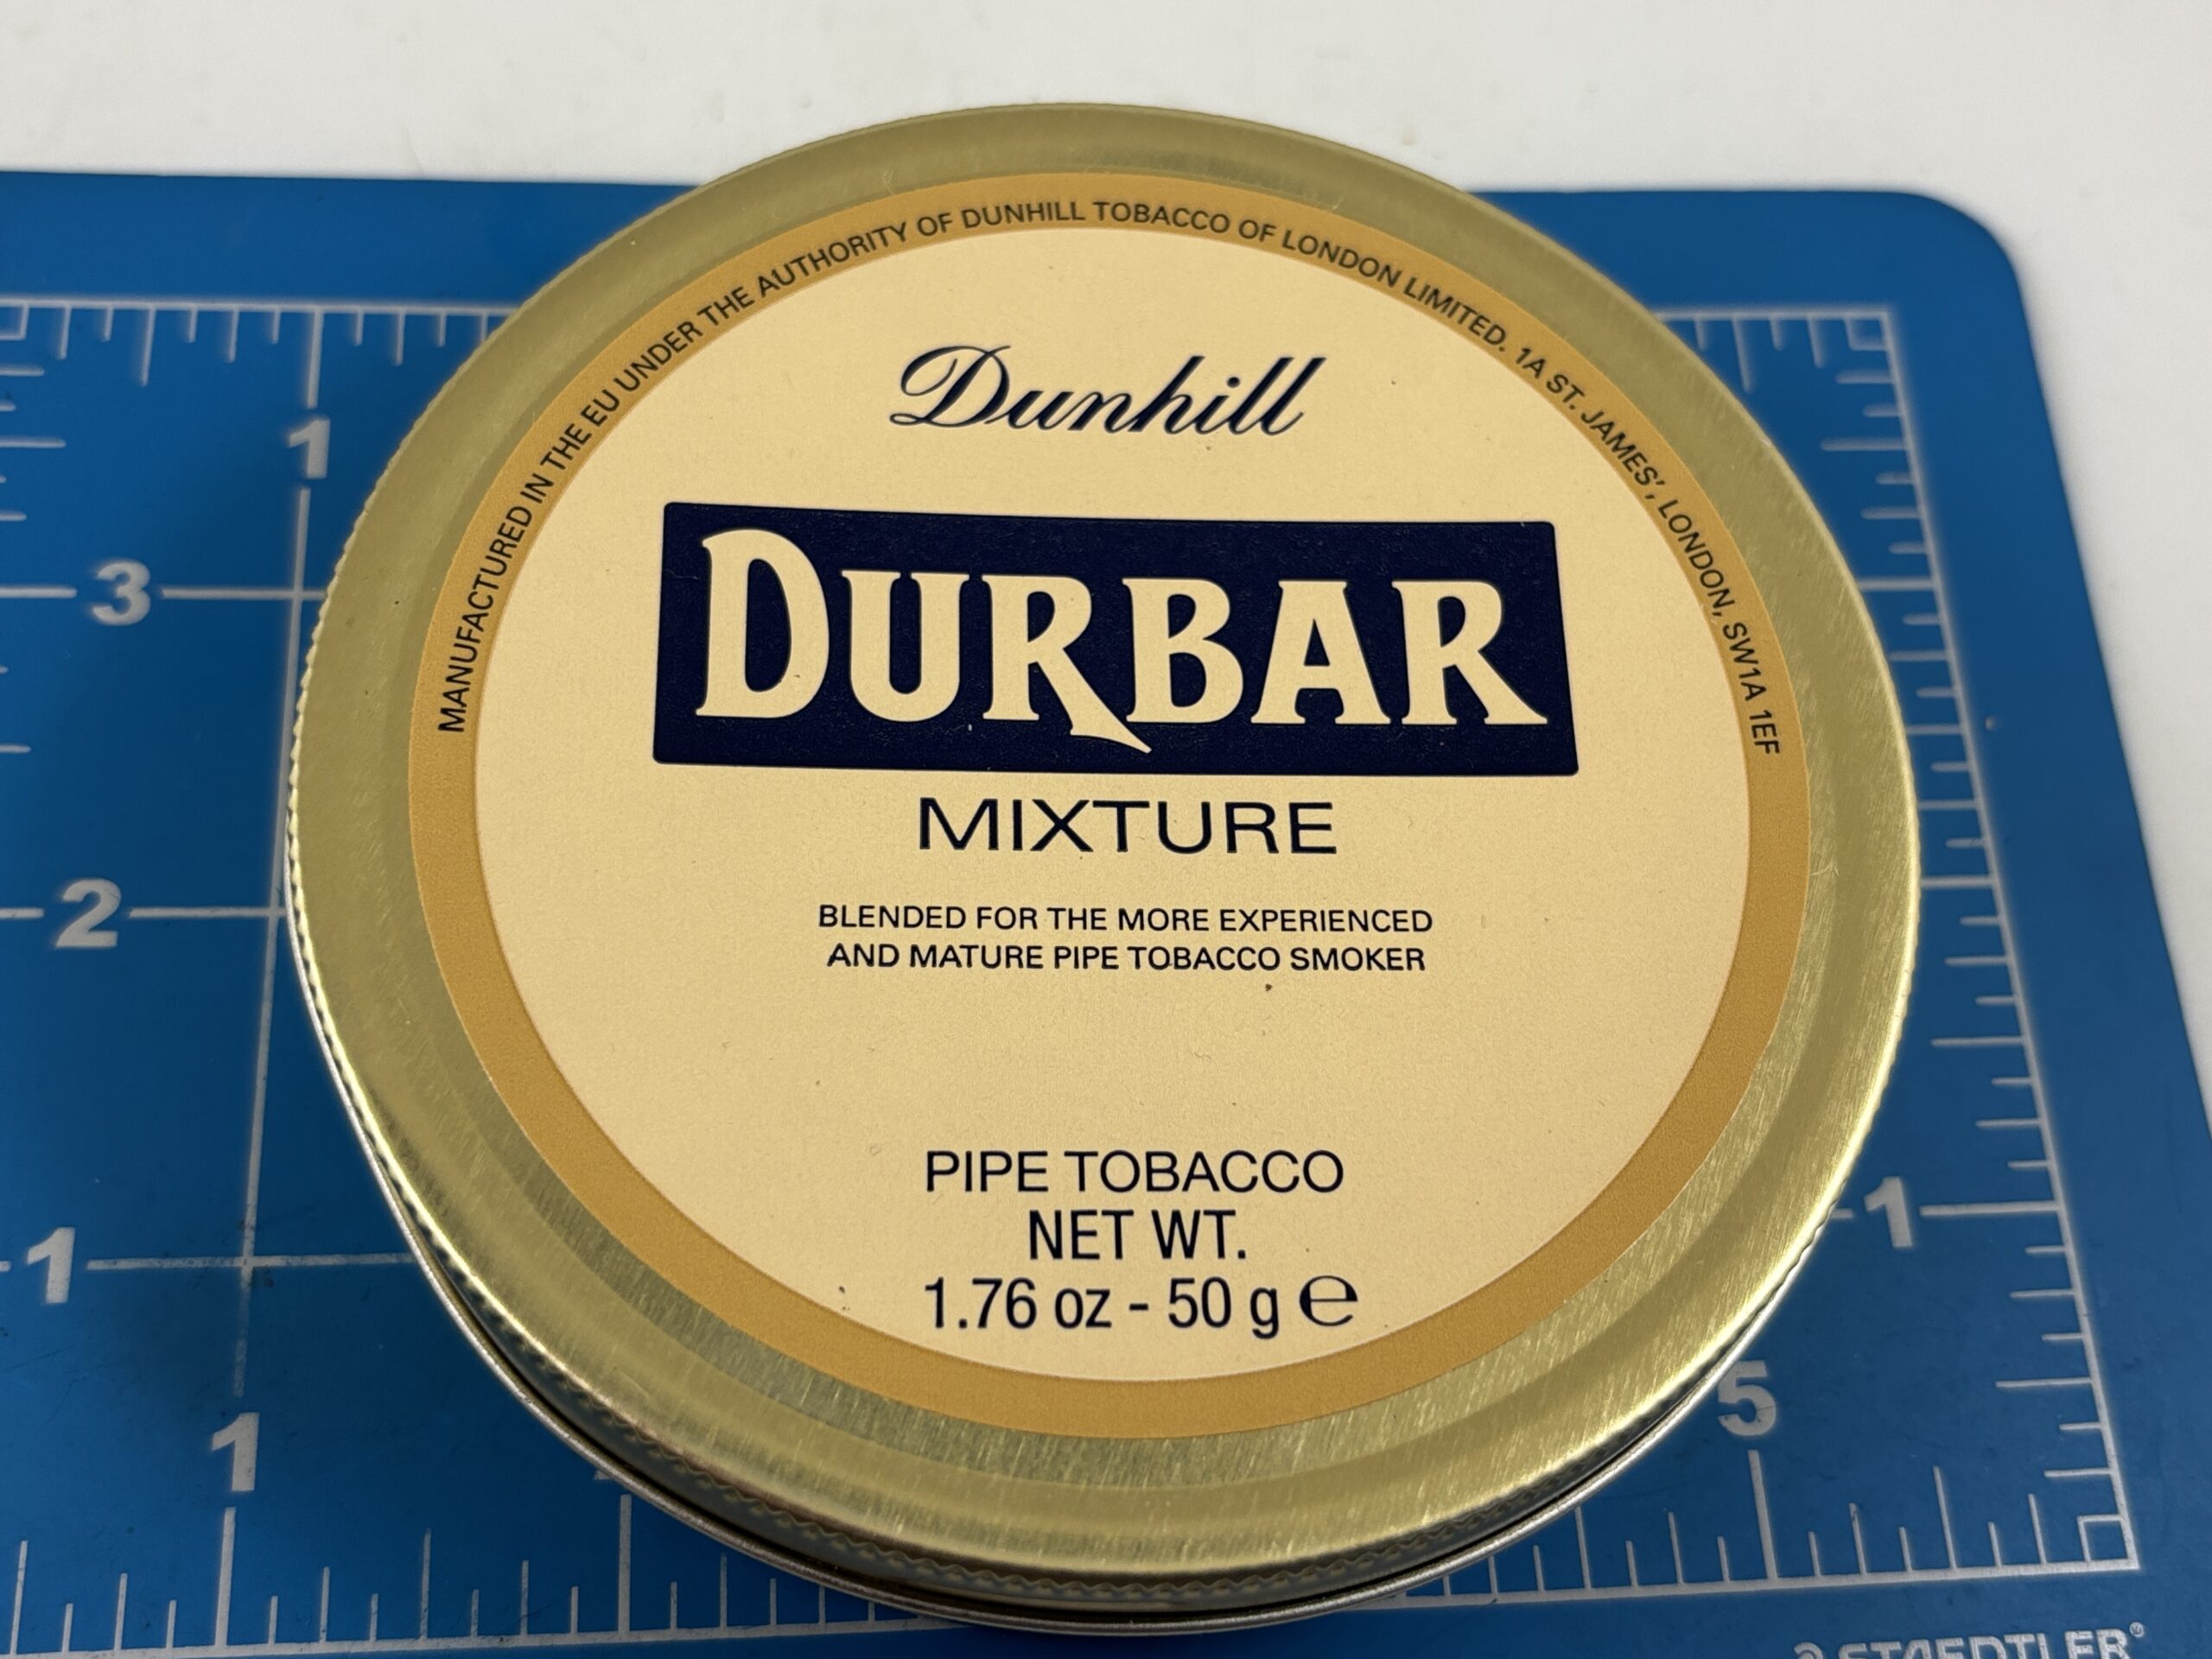 MANUFACTURED IN THE EU UNDER THE AUTHORITY OF DUNHILL TOBACCO OF LONDON LIMITED. 1A ST. JAMES', LONDON, SW1A 1EF
Dunhill
DURBAR
MIXTURE
BLENDED FOR THE MORE EXPERIENCED
AND MATURE PIPE TOBACCO SMOKER
PIPE TOBACCO
NET WT.
1.76 oz - 50 g ℮
1
3
2
1
1
1
5
STAEDTLER®